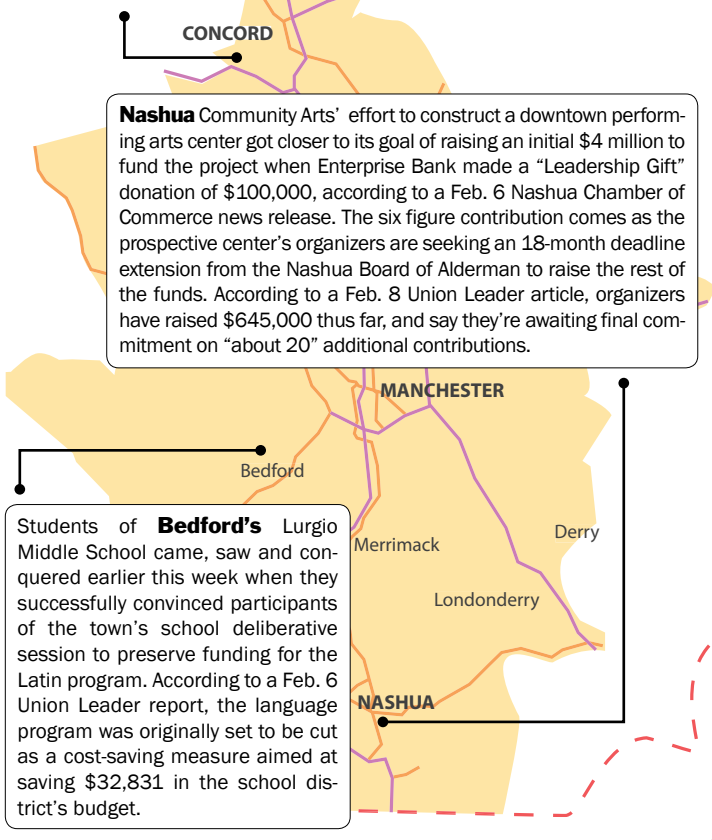 CONCORD
Nashua Community Arts’ effort to construct a downtown perform-
ing arts center got closer to its goal of raising an initial $4 million to
fund the project when Enterprise Bank made a “Leadership Gift”
donation of $100,000, according to a Feb. 6 Nashua Chamber of
Commerce news release. The six figure contribution comes as the
prospective center’s organizers are seeking an 18-month deadline
extension from the Nashua Board of Alderman to raise the rest of
the funds. According to a Feb. 8 Union Leader article, organizers
have raised $645,000 thus far, and say they’re awaiting final com-
mitment on “about 20” additional contributions.
MANCHESTER
Bedford
Merrimack
Derry
Londonderry
NASHUA
Students of Bedford’s Lurgio
Middle School came, saw and con-
quered earlier this week when they
successfully convinced participants
of the town’s school deliberative
session to preserve funding for the
Latin program. According to a Feb. 6
Union Leader report, the language
program was originally set to be cut
as a cost-saving measure aimed at
saving $32,831 in the school dis-
trict’s budget.